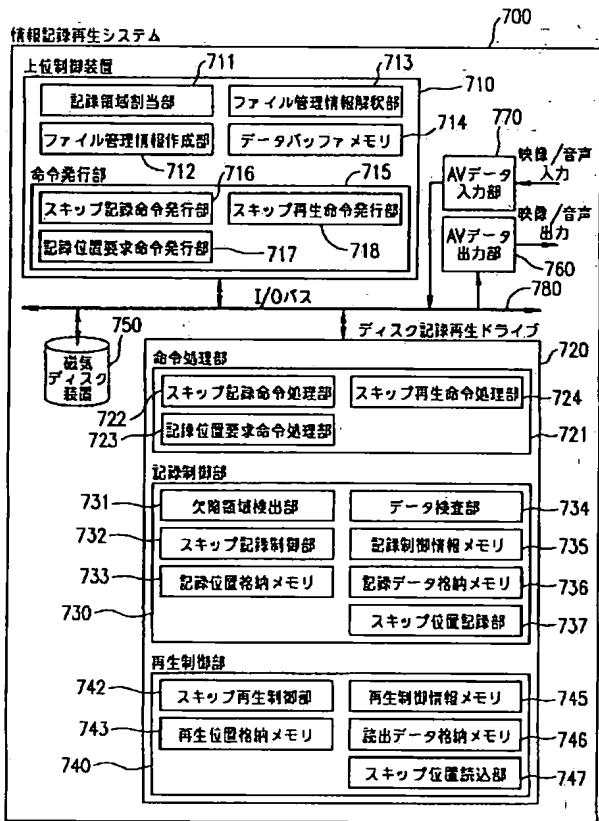 700
情報記録再生システム
711
713
上位制御装置
710
記録領域割当部
ファイル管理情報解釈部
714
770
ファイル管理情報作成部
データバッファメモリ
映像/音声
入力
712
AVデータ
入力部
命令発行部
716
715
映像/音声
出力
スキップ記録命令発行部
スキップ再生命令発行部
AVデータ
出力部
記録位置要求命令発行部
717
718
760
I/Oバス
780
750
ディスク記録再生ドライブ
磁気
ディスク
装置
720
命令処理部
スキップ記録命令処理部
スキップ再生命令処理部
724
722
723
記録位置要求命令処理部
721
記録制御部
731
欠陥領域検出部
データ検査部
734
732
スキップ記録制御部
記録制御情報メモリ
735
733
記録位置格納メモリ
記録データ格納メモリ
736
730
スキップ位置記録部
737
再生制御部
742
スキップ再生制御部
再生制御情報メモリ
745
743
再生位置格納メモリ
読出データ格納メモリ
746
740
スキップ位置読込部
747